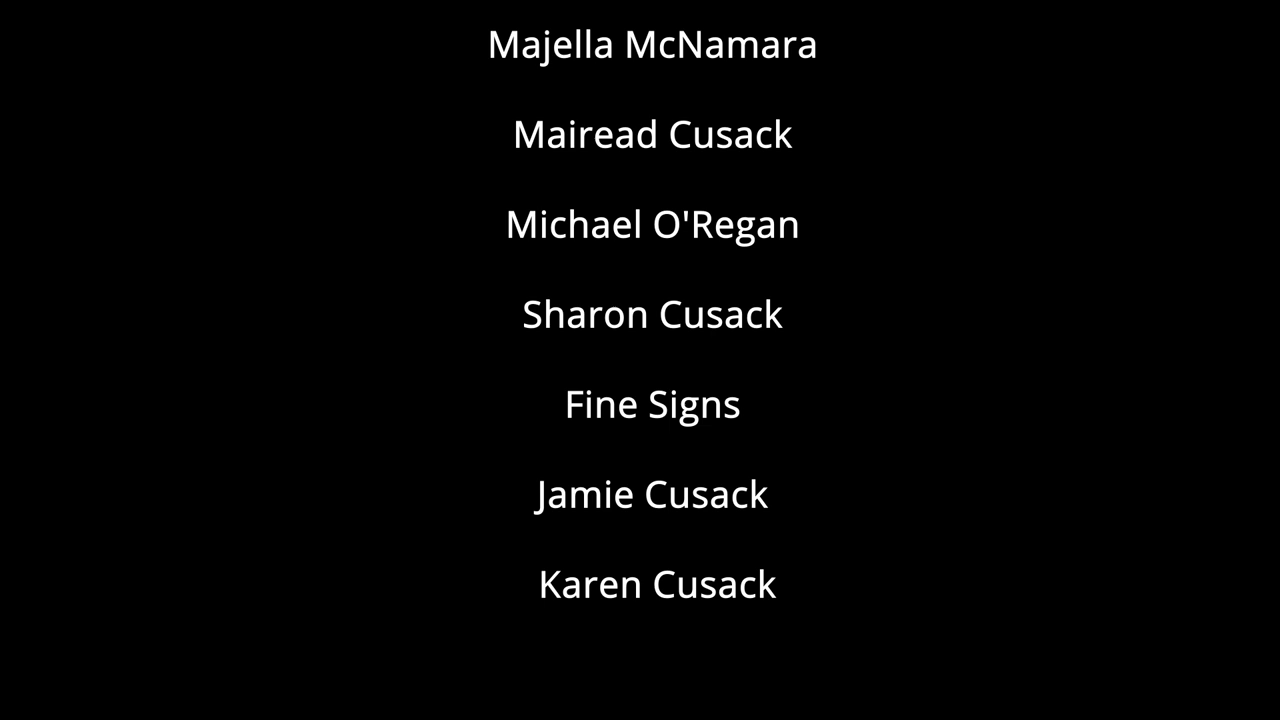 Majella McNamara
Mairead Cusack
Michael O'Regan
Sharon Cusack
Fine Signs
Jamie Cusack
Karen Cusack